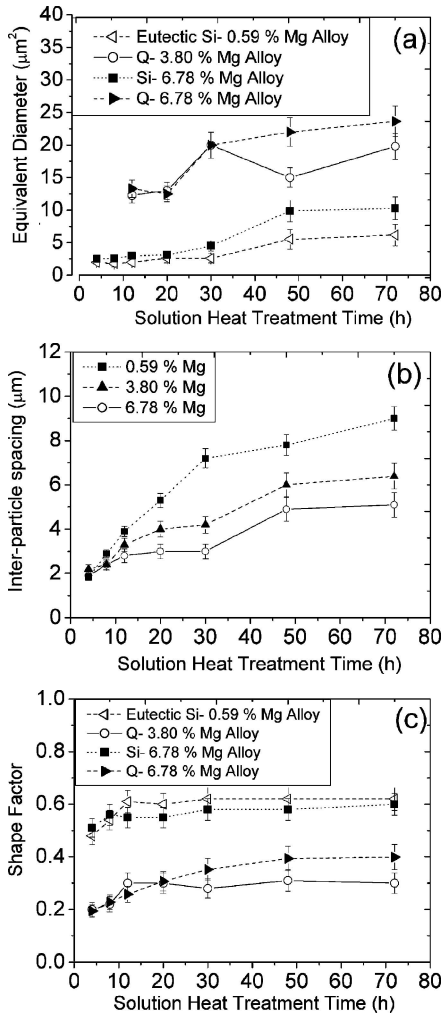 (a)
Eutectic Si- 0.59 % Mg Alloy
Q- 3.80 % Mg Alloy
Si- 6.78 % Mg Alloy
Q- 6.78 % Mg Alloy
Equivalent Diameter (μm²)
40
35
30
25
20
15
10
5
0
0 10 20 30 40 50 60 70 80
Solution Heat Treatment Time (h)
(b)
0.59 % Mg
3.80 % Mg
6.78 % Mg
Inter-particle spacing (μm)
12
10
8
6
4
2
0
0 10 20 30 40 50 60 70 80
Solution Heat Treatment Time (h)
(c)
Eutectic Si- 0.59 % Mg Alloy
Q- 3.80 % Mg Alloy
Si- 6.78 % Mg Alloy
Q- 6.78 % Mg Alloy
Shape Factor
1.0
0.8
0.6
0.4
0.2
0.0
0 10 20 30 40 50 60 70 80
Solution Heat Treatment Time (h)